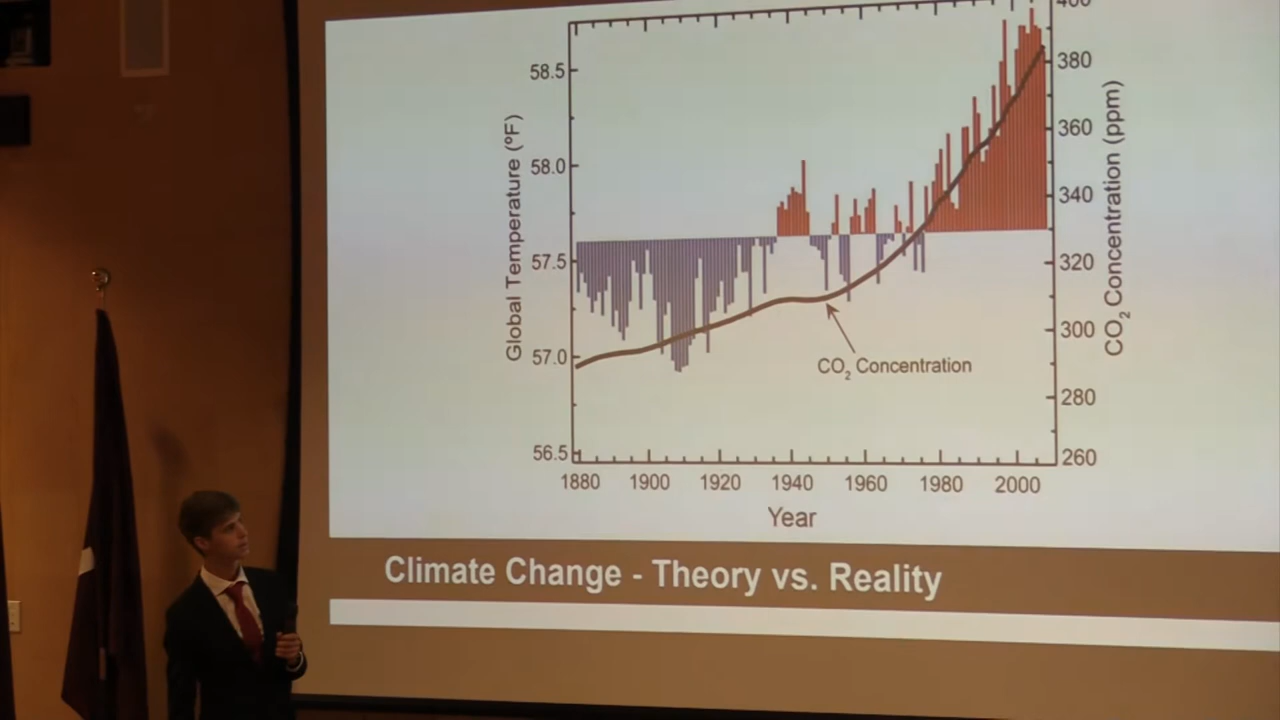 400
58.5
380
Global Temperature (ºF)
CO2 Concentration (ppm)
360
58.0
340
57.5
320
300
57.0
CO2 Concentration
280
56.5
260
1880 1900 1920 1940 1960 1980 2000
Year
Climate Change - Theory vs. Reality